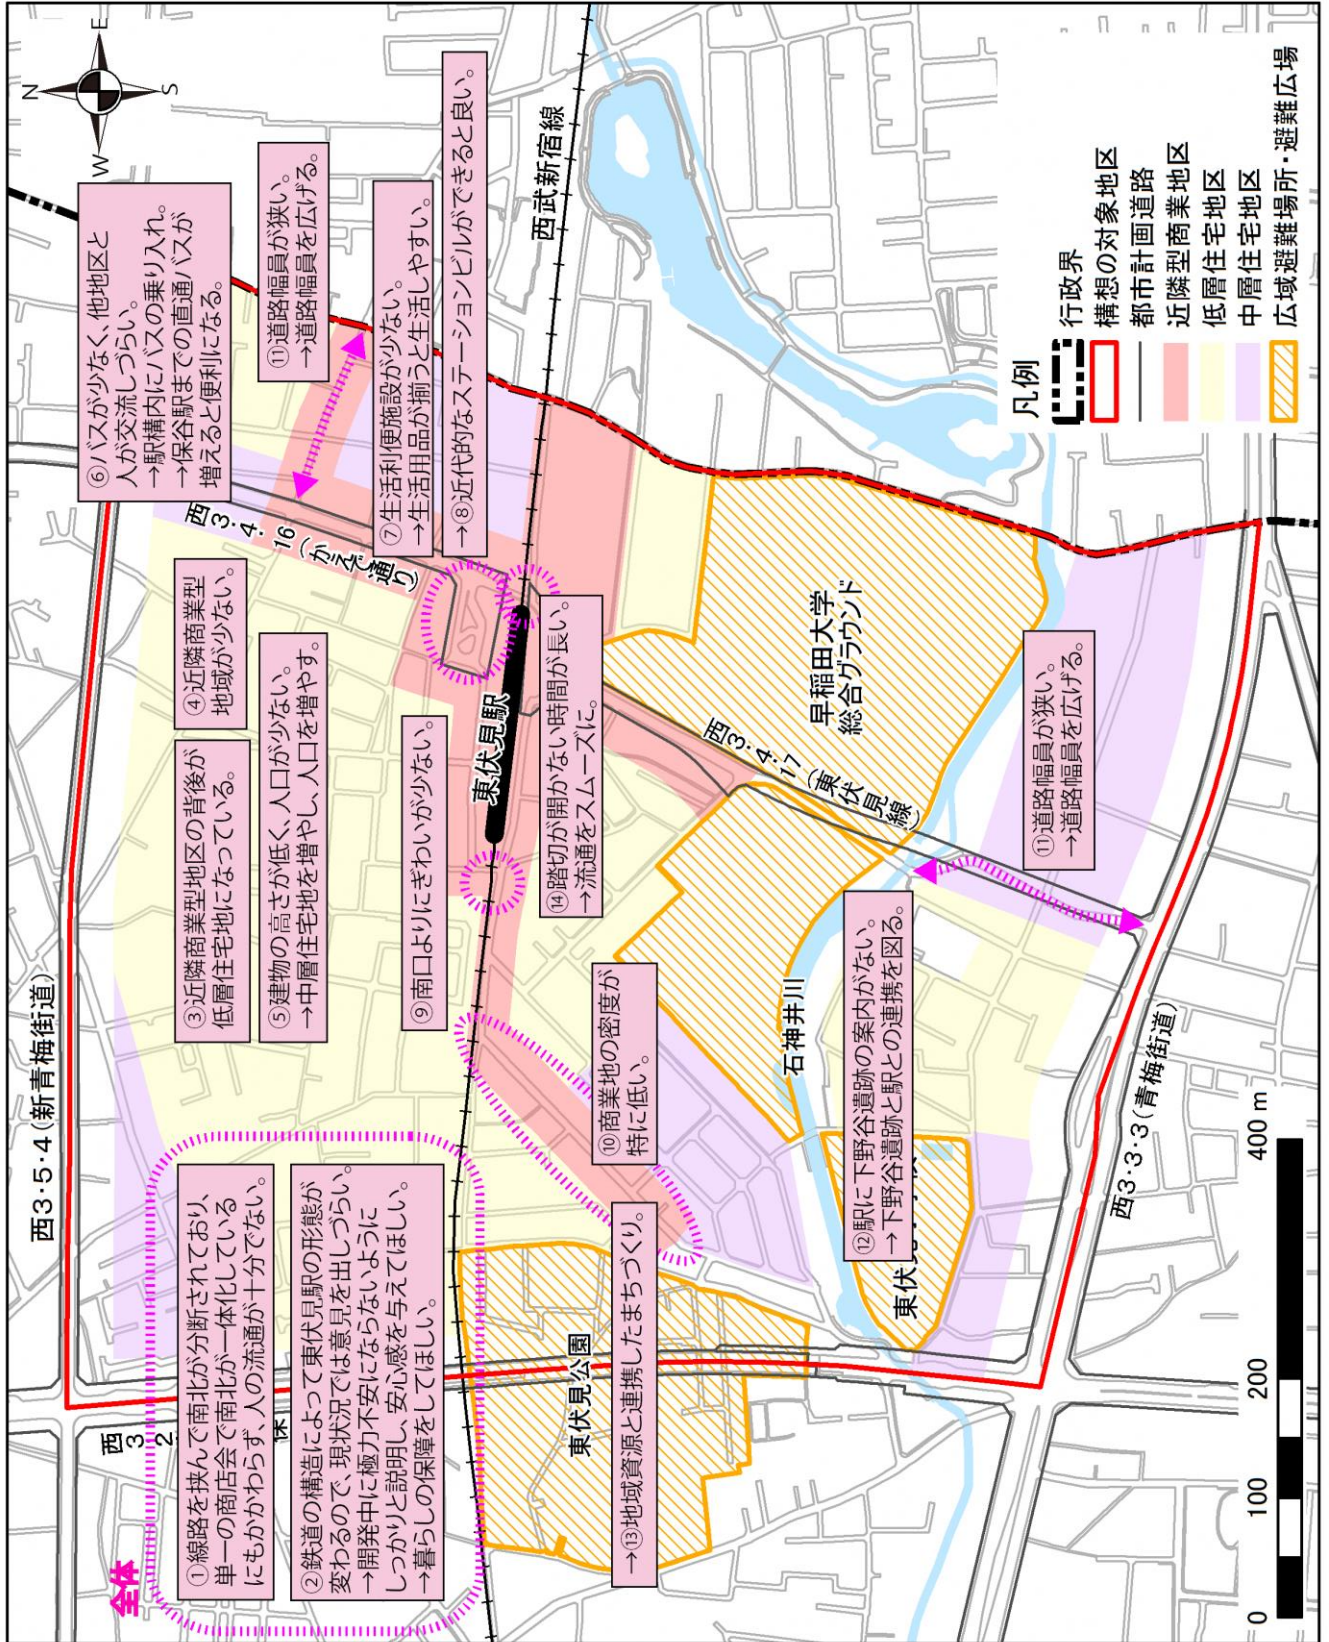 全体
①線路を挟んで南北が分断されており、
単一の商店会で南北が一体化している
にもかかわらず、人の流通が十分でない。
②鉄道の構造によって東伏見駅の形態が
変わるので、現状況では意見を出しづらい。
→開発中に極力不安にならないように
しっかりと説明し、安心感を与えてほしい。
→暮らしの保障をしてほしい。
③近隣商業型地区の背後が
低層住宅地になっている。
④近隣商業型
地域が少ない。
⑤建物の高さが低く、人口が少ない。
→中層住宅地を増やし、人口を増やす。
⑥バスが少なく、他地区と
人が交流しづらい。
→駅構内にバスの乗り入れ。
→保谷駅までの直通バスが
増えると便利になる。
⑪道路幅員が狭い。
→道路幅員を広げる。
⑦生活利便施設が少ない。
→生活用品が揃うと生活しやすい。
→⑧近代的なステーションビルができると良い。
⑨南口よりにぎわいが少ない。
⑭踏切が開かない時間が長い。
→流通をスムーズに。
⑩商業地の密度が
特に低い。
→⑬地域資源と連携したまちづくり。
⑫駅に下野谷遺跡の案内がない。
→下野谷遺跡と駅との連携を図る。
⑪道路幅員が狭い。
→道路幅員を広げる。
西3・5・4(新青梅街道)
西3・4・16(かえで通り)
西武新宿線
東伏見駅
西3・4・17(東伏見線)
早稲田大学
総合グラウンド
石神井川
東伏見公園
東伏見
西3・3・3(青梅街道)
西3
2
保
N
E
S
W
凡例
行政界
構想の対象地区
都市計画道路
近隣型商業地区
低層住宅地区
中層住宅地区
広域避難場所・避難広場
0 100 200 400 m